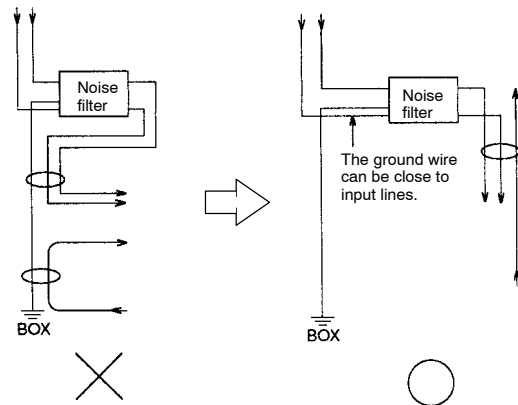 Noise
filter
BOX
Noise
filter
The ground wire
can be close to
input lines.
BOX